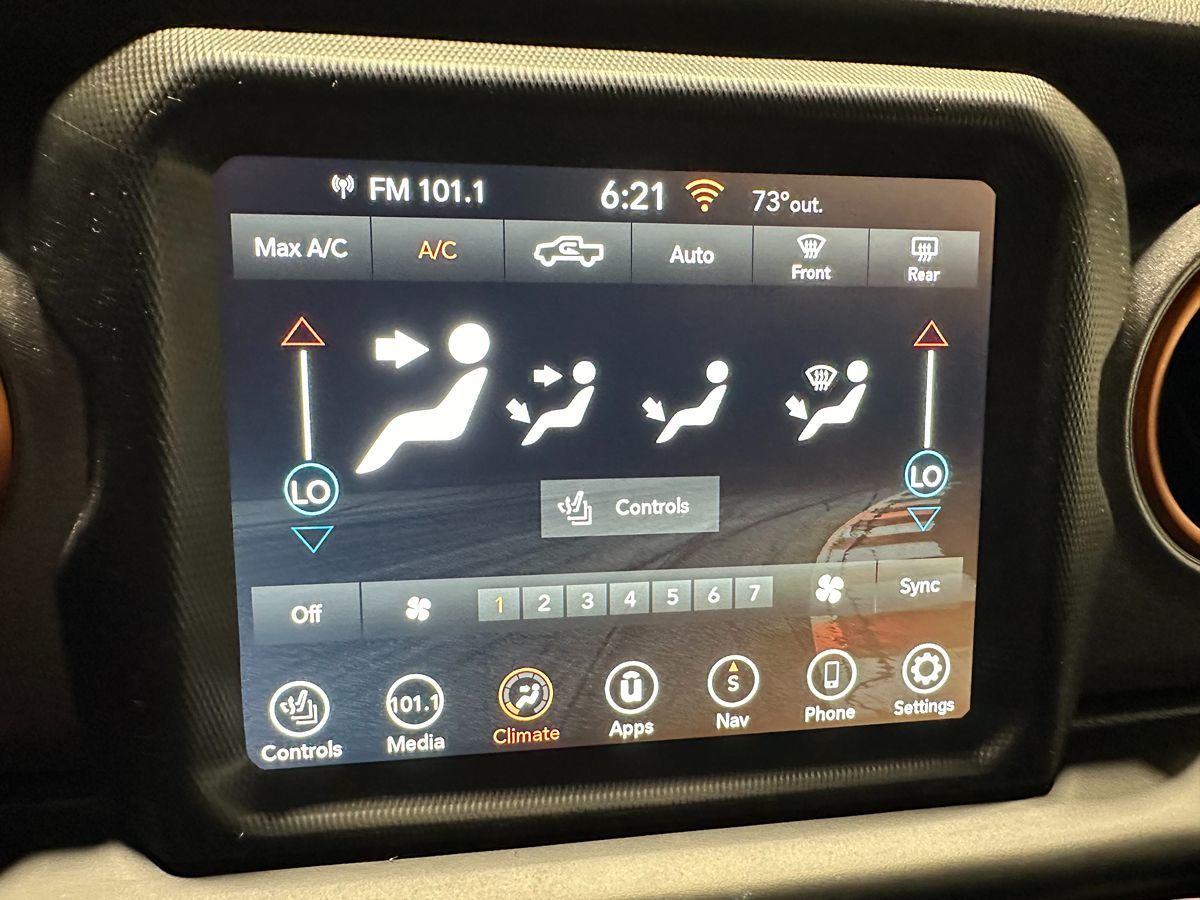 FM 101.1 6:21 73°out.
Max A/C A/C Auto Front Rear
LO LO
Controls
Off 1 2 3 4 5 6 7 Sync
101.1 U S
Controls Media Climate Apps Nav Phone Settings